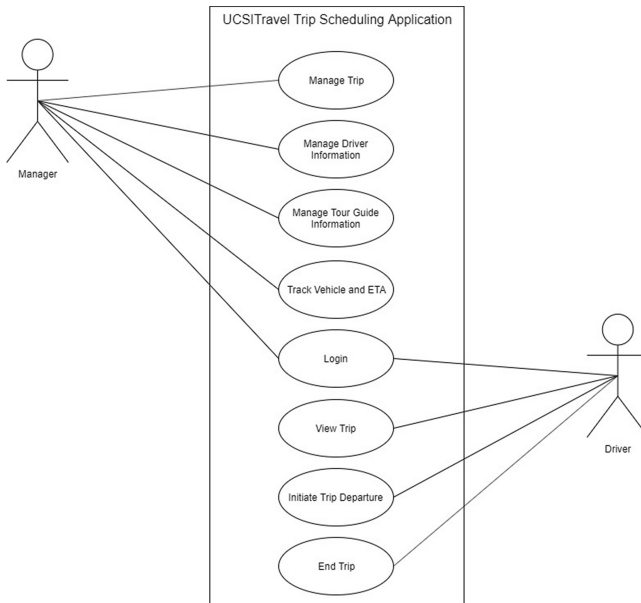 UCSITravel Trip Scheduling Application
Manage Trip
Manager
Manage Driver
Information
Manage Tour Guide
Information
Track Vehicle and ETA
Login
View Trip
Driver
Initiate Trip Departure
End Trip